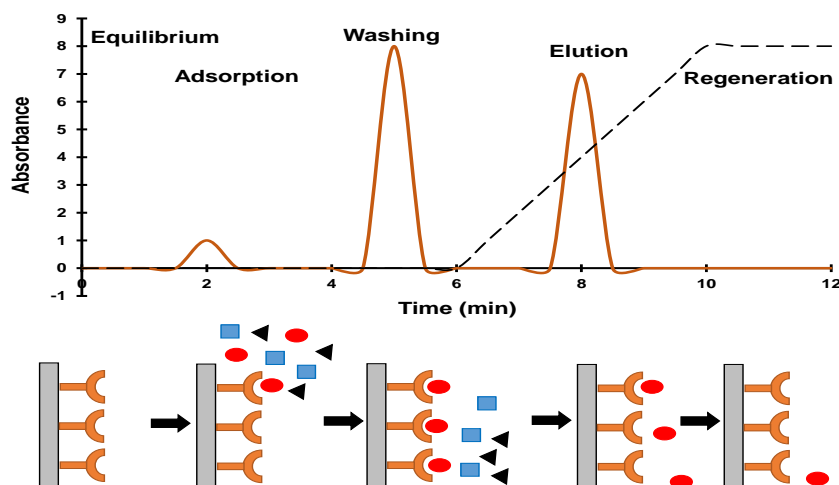 9
8
7
6
5
4
3
2
1
0
-1
Absorbance
Equilibrium
Adsorption
Washing
Elution
Regeneration
0 2 4 6 8 10 12
Time (min)